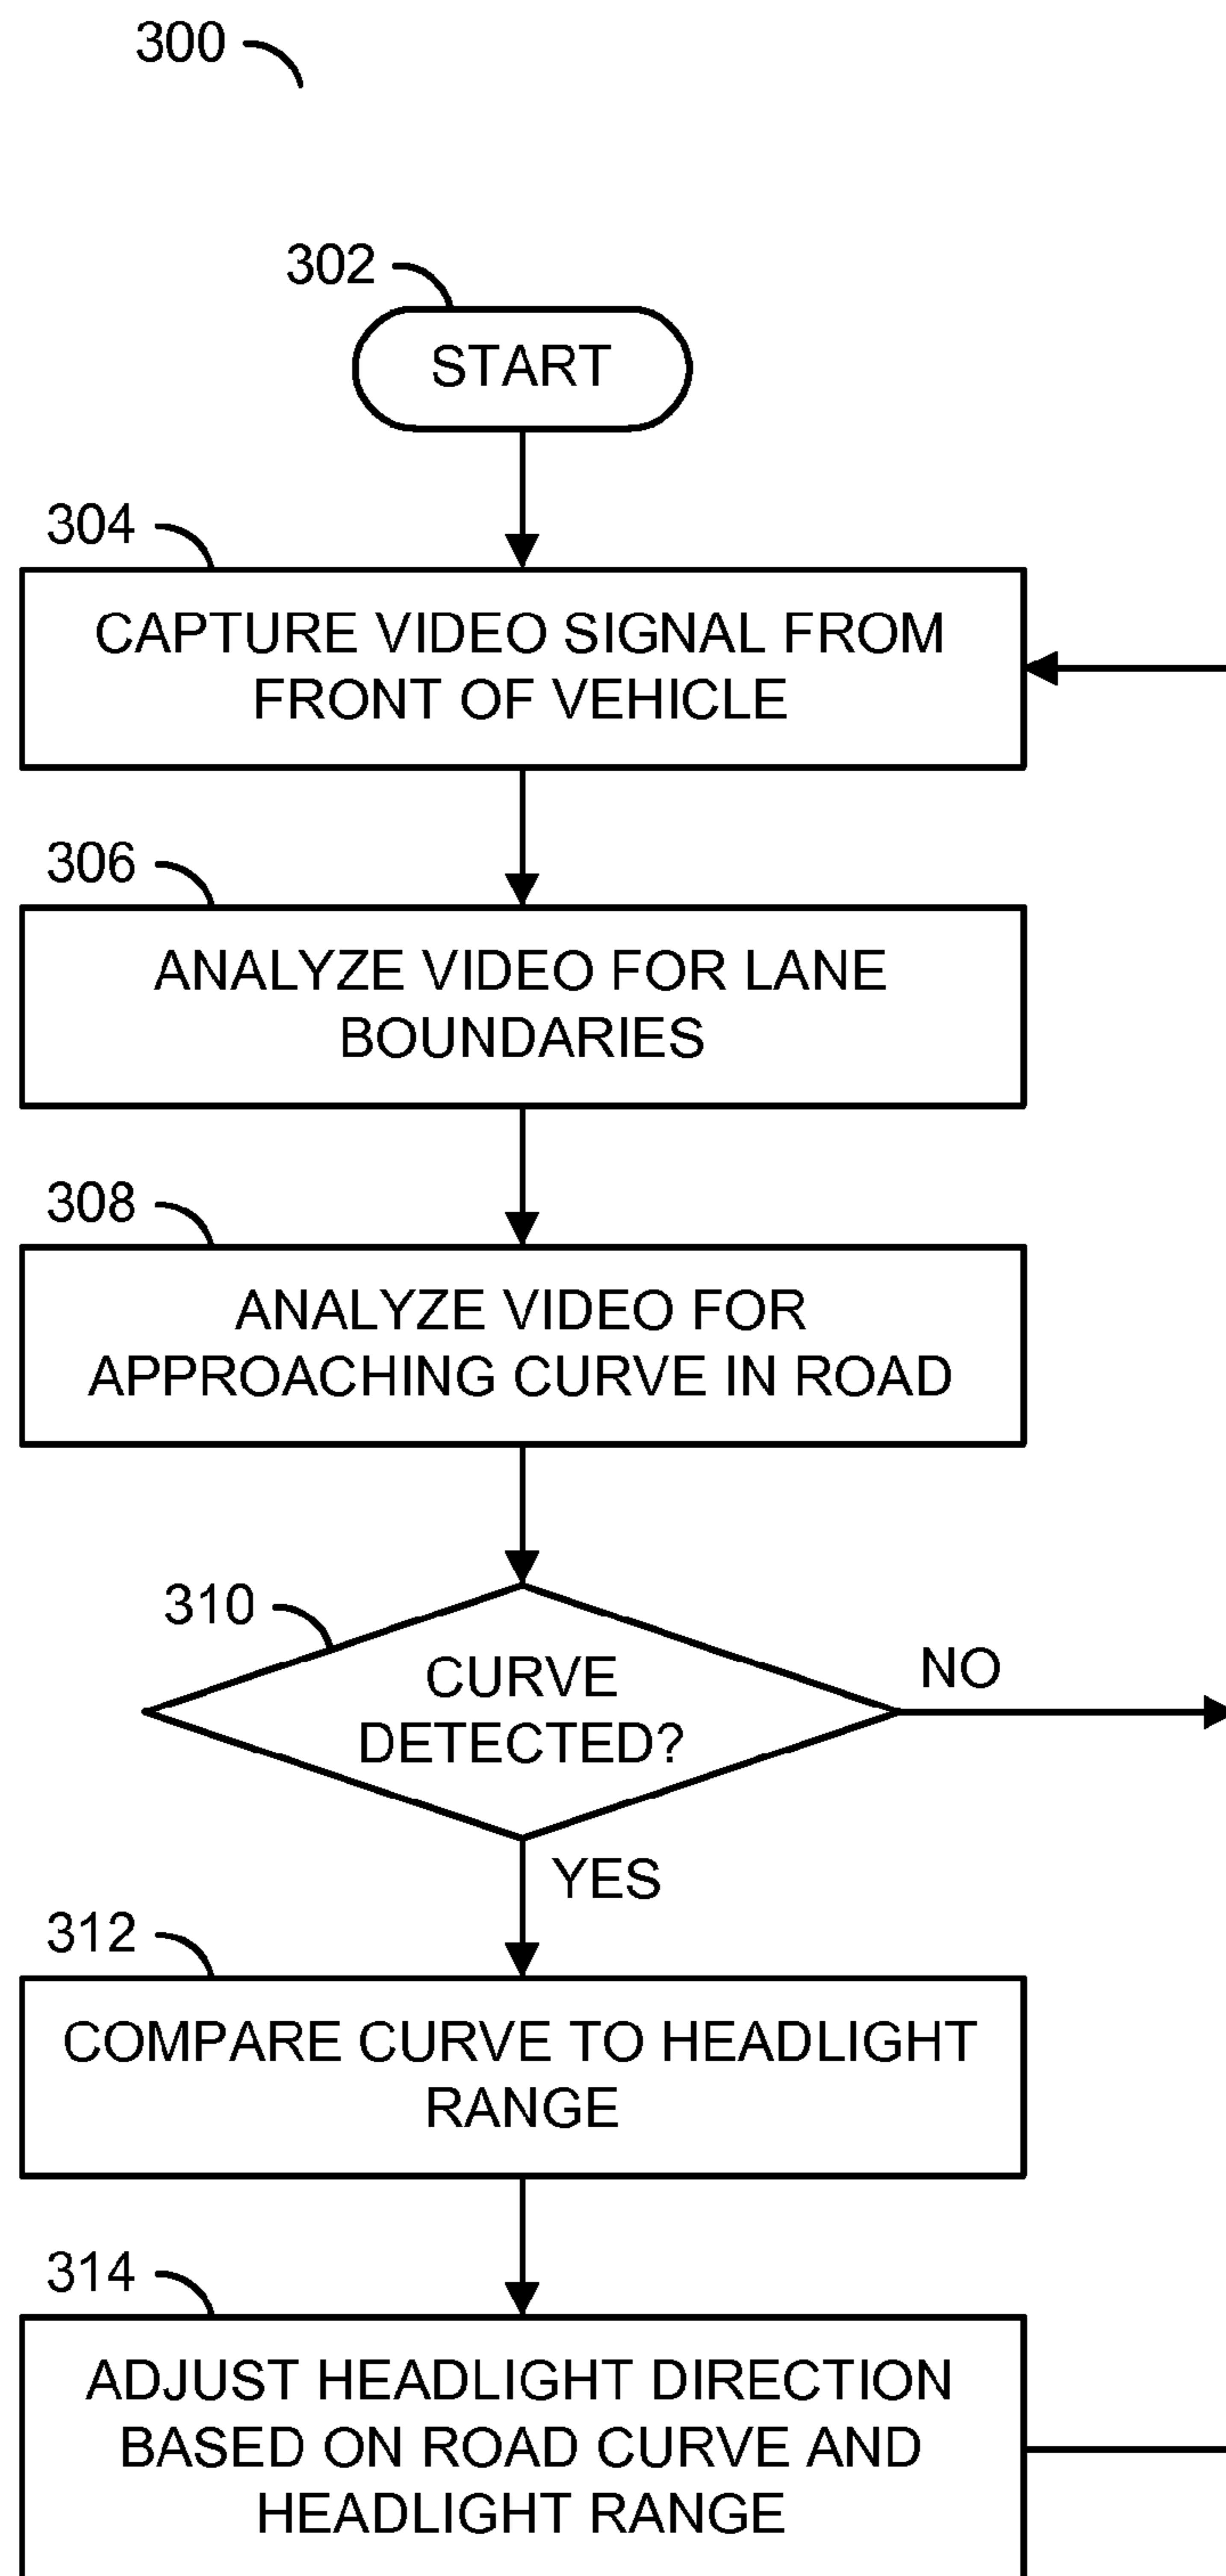 300
302
START
304
CAPTURE VIDEO SIGNAL FROM
FRONT OF VEHICLE
306
ANALYZE VIDEO FOR LANE
BOUNDARIES
308
ANALYZE VIDEO FOR
APPROACHING CURVE IN ROAD
310
CURVE
DETECTED?
NO
YES
312
COMPARE CURVE TO HEADLIGHT
RANGE
314
ADJUST HEADLIGHT DIRECTION
BASED ON ROAD CURVE AND
HEADLIGHT RANGE